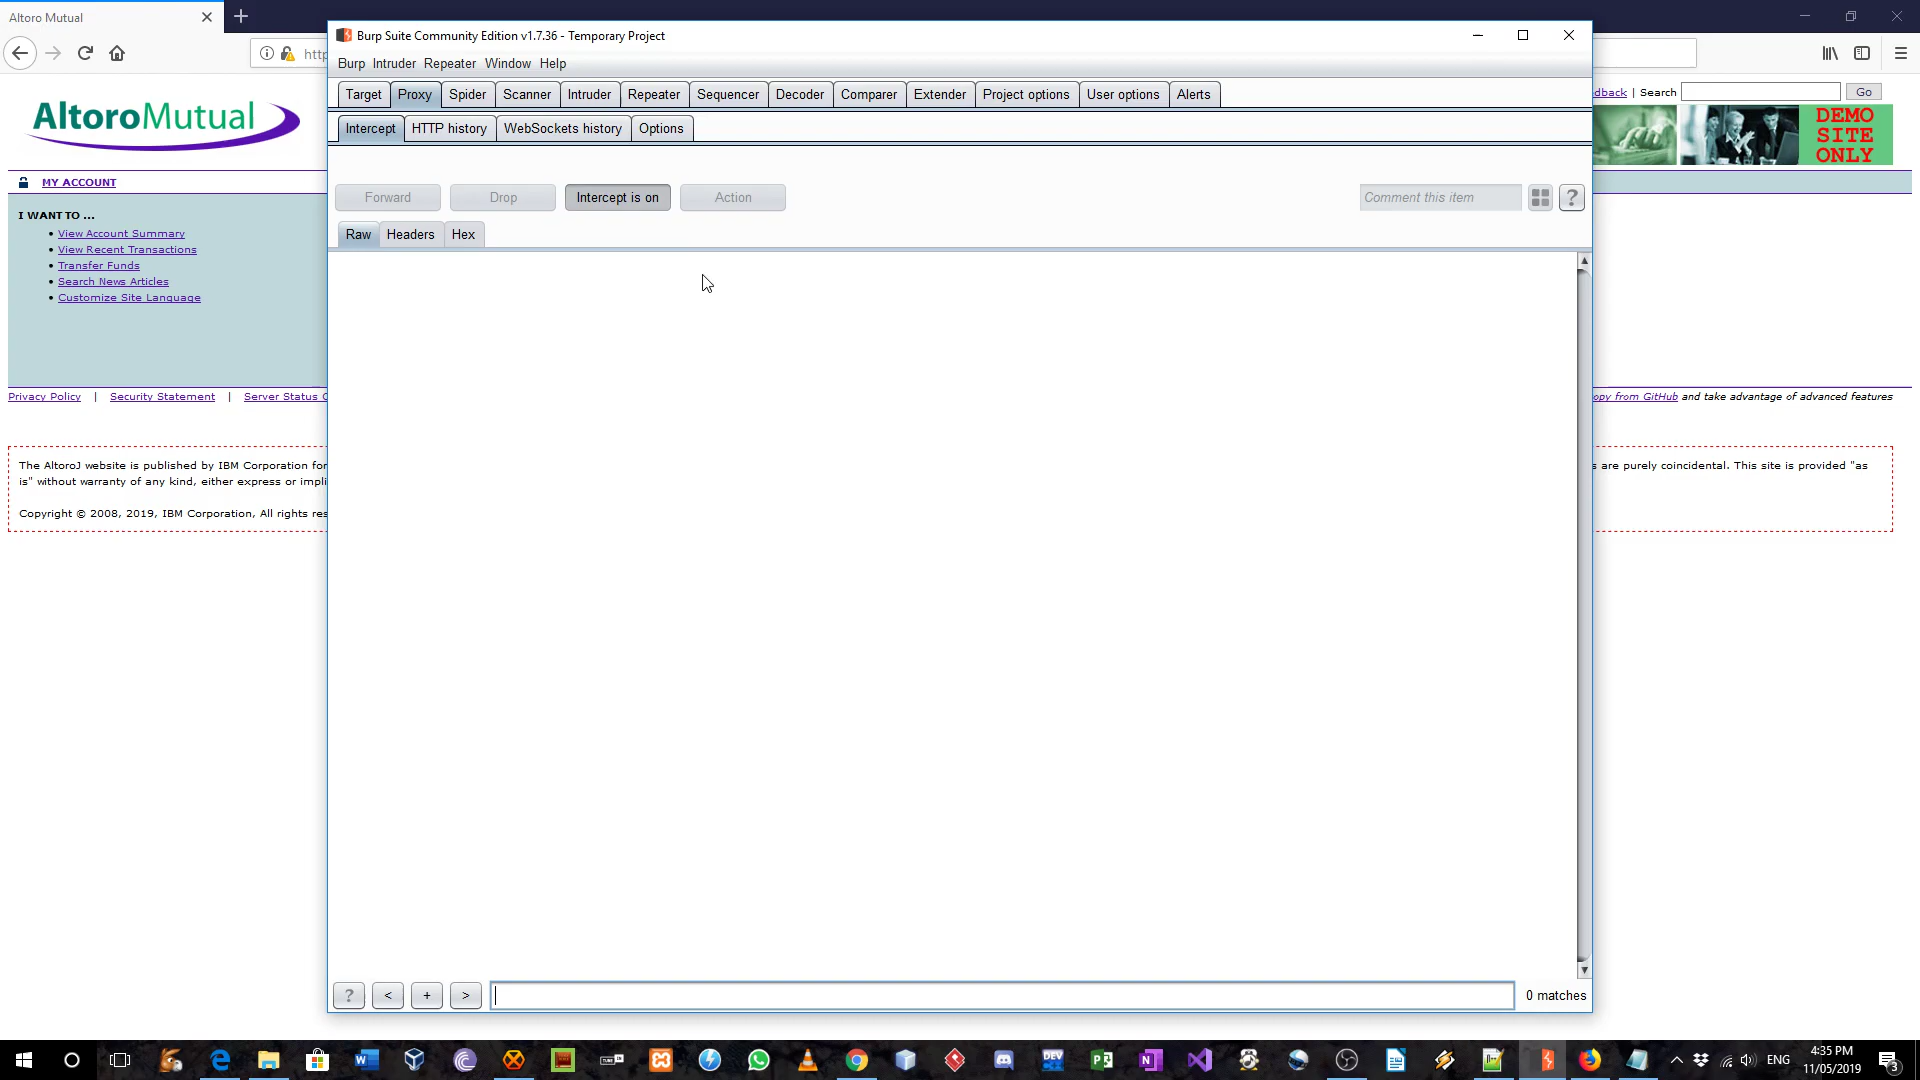 Altoro Mutual
Burp Suite Community Edition v1.7.36 - Temporary Project
Burp Intruder Repeater Window Help
Target Proxy Spider Scanner Intruder Repeater Sequencer Decoder Comparer Extender Project options User options Alerts
Intercept HTTP history WebSockets history Options
Forward Drop Intercept is on Action Comment this item ?
Raw Headers Hex
? < + > 0 matches
http
AltoroMutual
dback | Search Go
DEMO
SITE
ONLY
MY ACCOUNT
I WANT TO ...
• View Account Summary
• View Recent Transactions
• Transfer Funds
• Search News Articles
• Customize Site Language
Privacy Policy | Security Statement | Server Status C
opy from GitHub and take advantage of advanced features
The AltoroJ website is published by IBM Corporation for
s are purely coincidental. This site is provided "as
is" without warranty of any kind, either express or impli
Copyright © 2008, 2019, IBM Corporation, All rights res
ENG
4:35 PM
11/05/2019
3